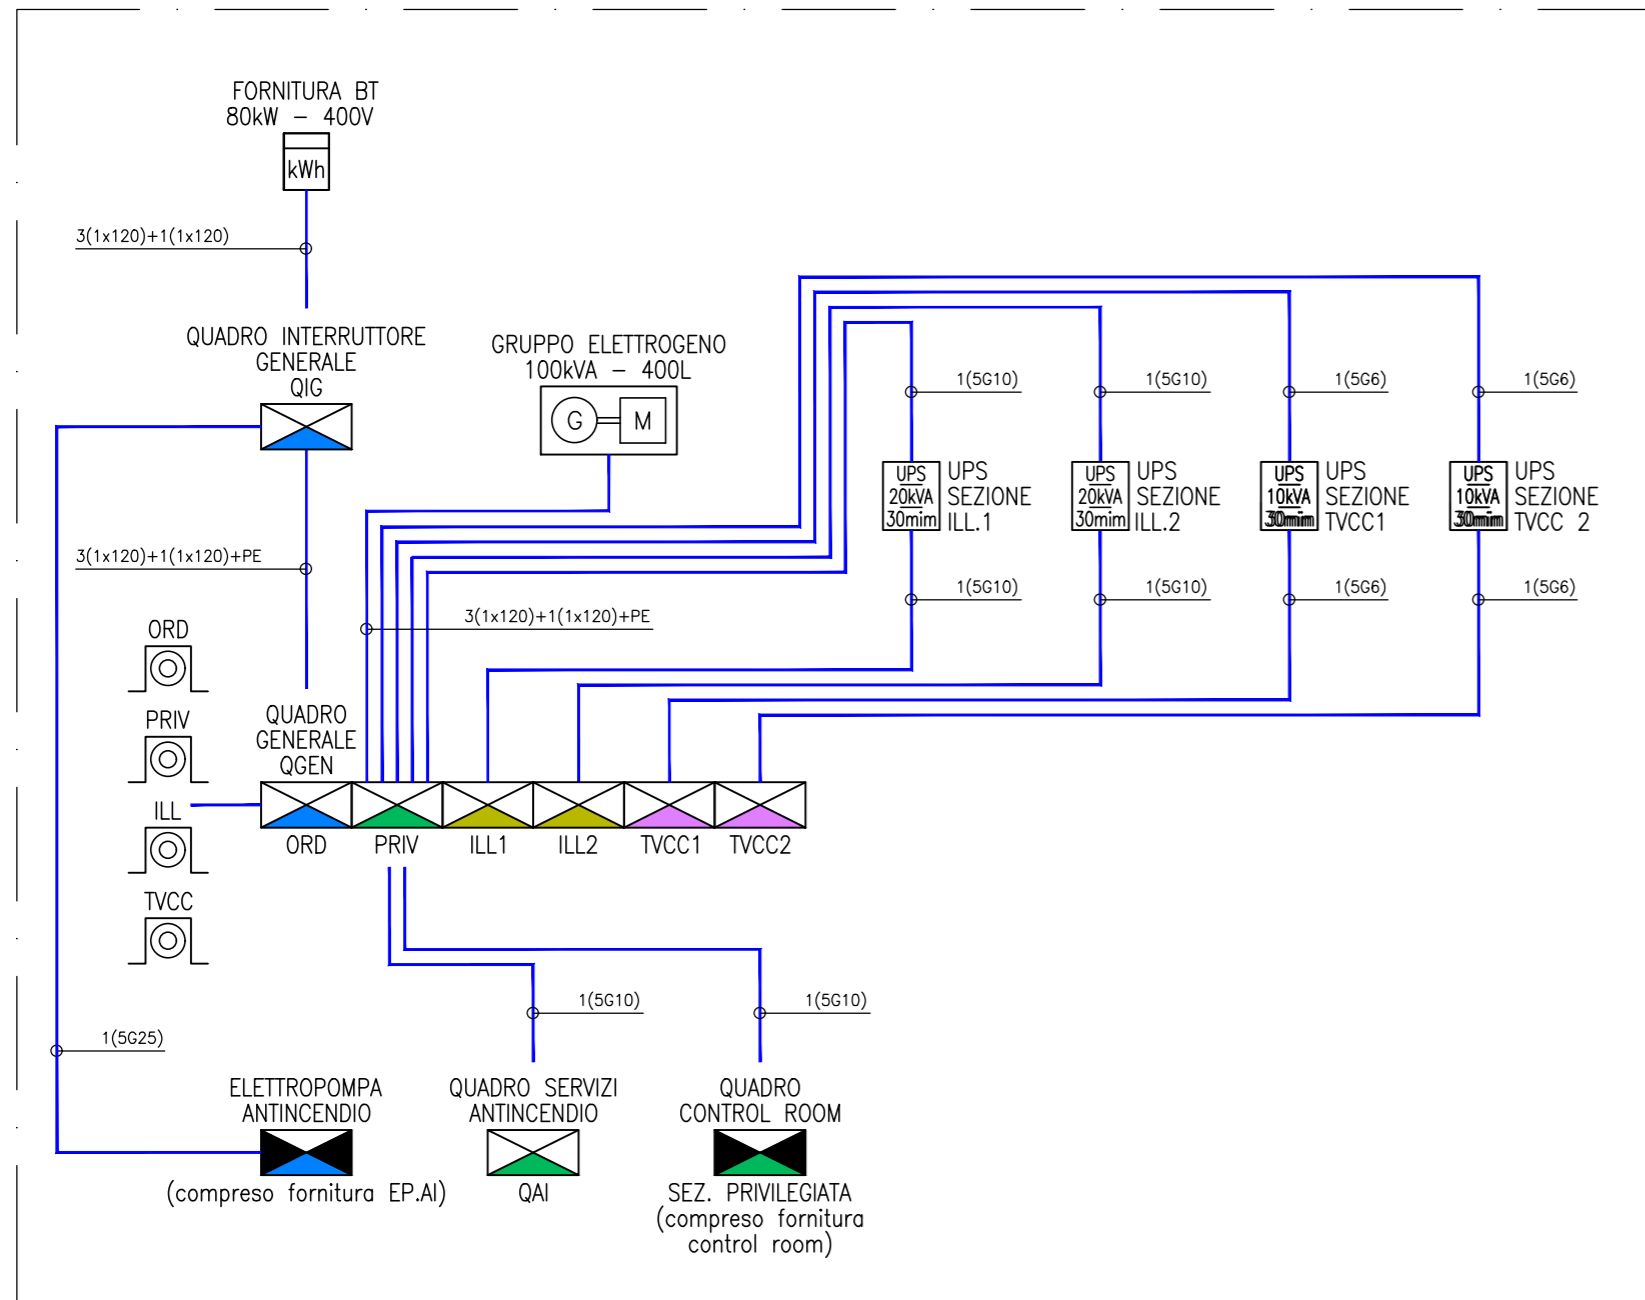 FORNITURA BT
80kW - 400V
kWh
3(1x120)+1(1x120)
QUADRO INTERRUTTORE
GENERALE
QIG
GRUPPO ELETTROGENO
100kVA - 400L
G
M
1(5G10)
1(5G10)
1(5G6)
1(5G6)
UPS
20kVA
30mim
UPS
SEZIONE
ILL.1
UPS
20kVA
30mim
UPS
SEZIONE
ILL.2
UPS
10kVA
30mim
UPS
SEZIONE
TVCC1
UPS
10kVA
30mim
UPS
SEZIONE
TVCC 2
3(1x120)+1(1x120)+PE
1(5G10)
1(5G10)
1(5G6)
1(5G6)
3(1x120)+1(1x120)+PE
ORD
PRIV
ILL
TVCC
QUADRO
GENERALE
QGEN
ORD
PRIV
ILL1
ILL2
TVCC1
TVCC2
1(5G10)
1(5G10)
1(5G25)
ELETTROPOMPA
ANTINCENDIO
(compreso fornitura EP.AI)
QUADRO SERVIZI
ANTINCENDIO
QAI
QUADRO
CONTROL ROOM
SEZ. PRIVILEGIATA
(compreso fornitura
control room)